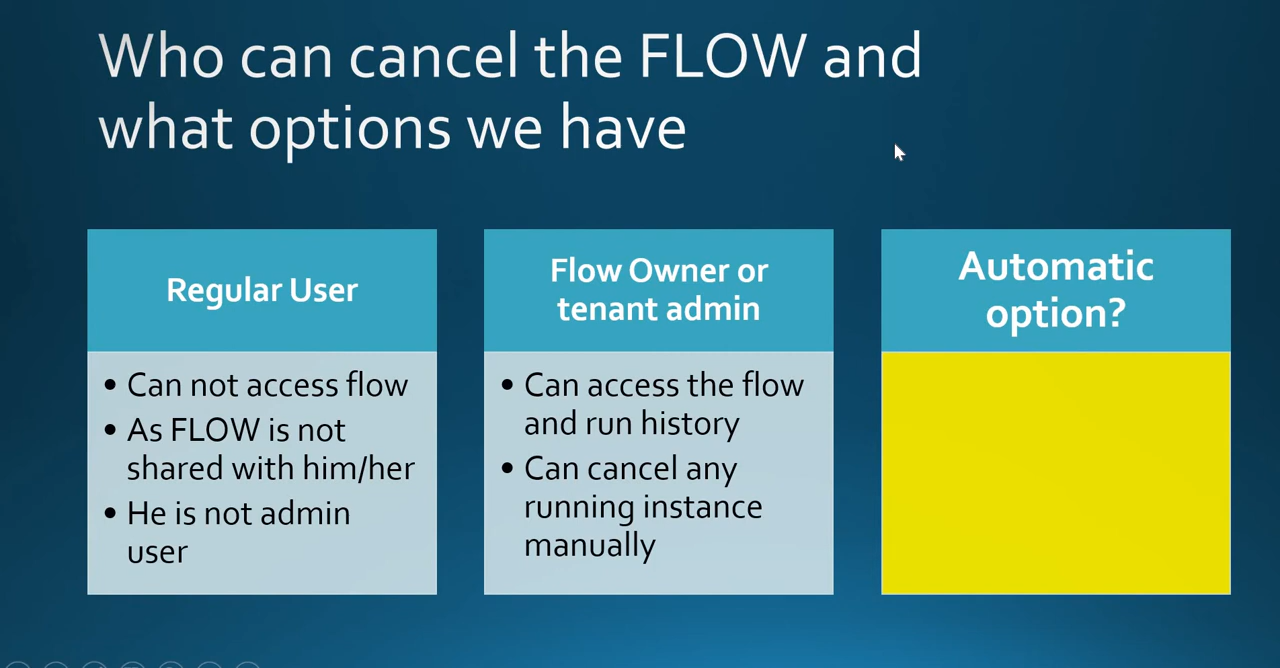 Who can cancel the FLOW and
what options we have
Regular User
• Can not access flow
• As FLOW is not
shared with him/her
• He is not admin
user
Flow Owner or
tenant admin
• Can access the flow
and run history
• Can cancel any
running instance
manually
Automatic
option?